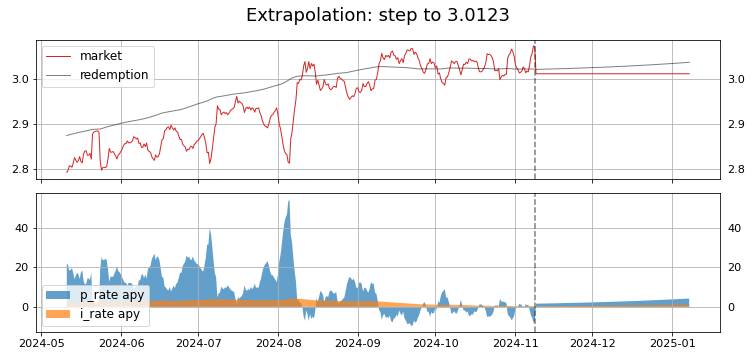 Extrapolation: step to 3.0123
market
redemption
3.0 3.0
2.9 2.9
2.8 2.8
40 40
20 20
0 0
p_rate apy
i_rate apy
2024-05 2024-06 2024-07 2024-08 2024-09 2024-10 2024-11 2024-12 2025-01